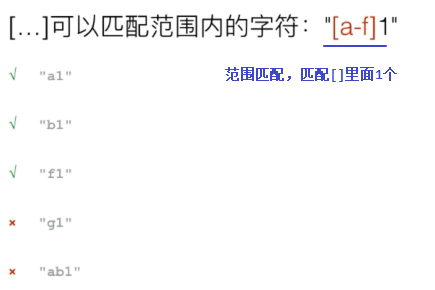 [...]可以匹配范围内的字符："[a-f]1"
√ "a1" 范围匹配，匹配[]里面1个
√ "b1"
√ "f1"
× "g1"
× "ab1"